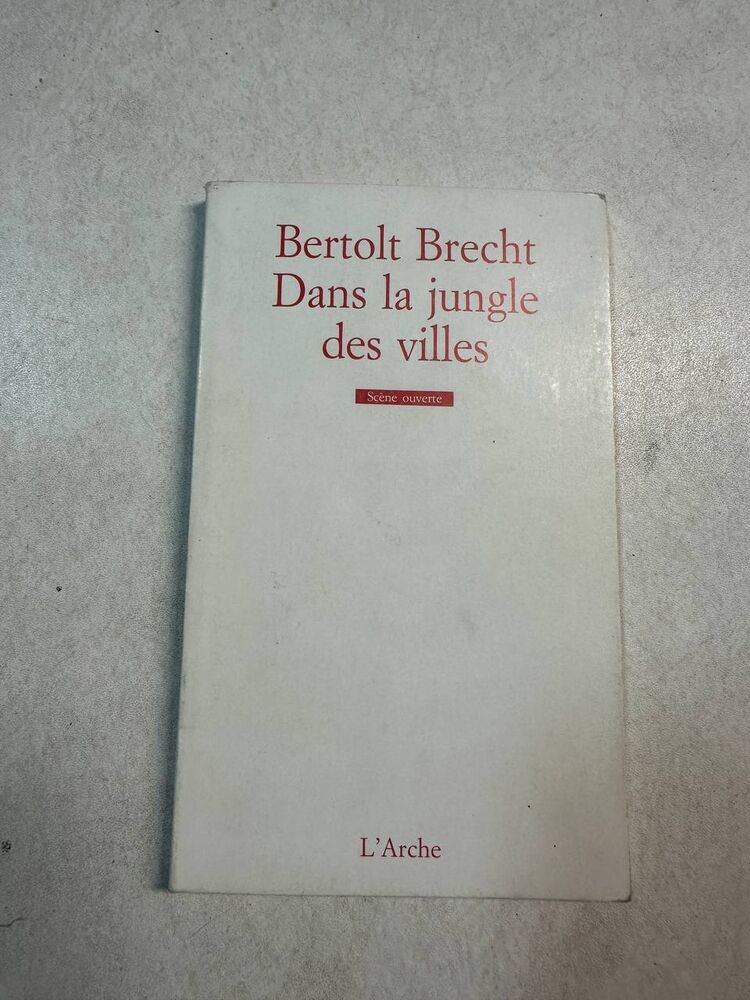 Bertolt Brecht
Dans la jungle
des villes
Scène ouverte
L'Arche